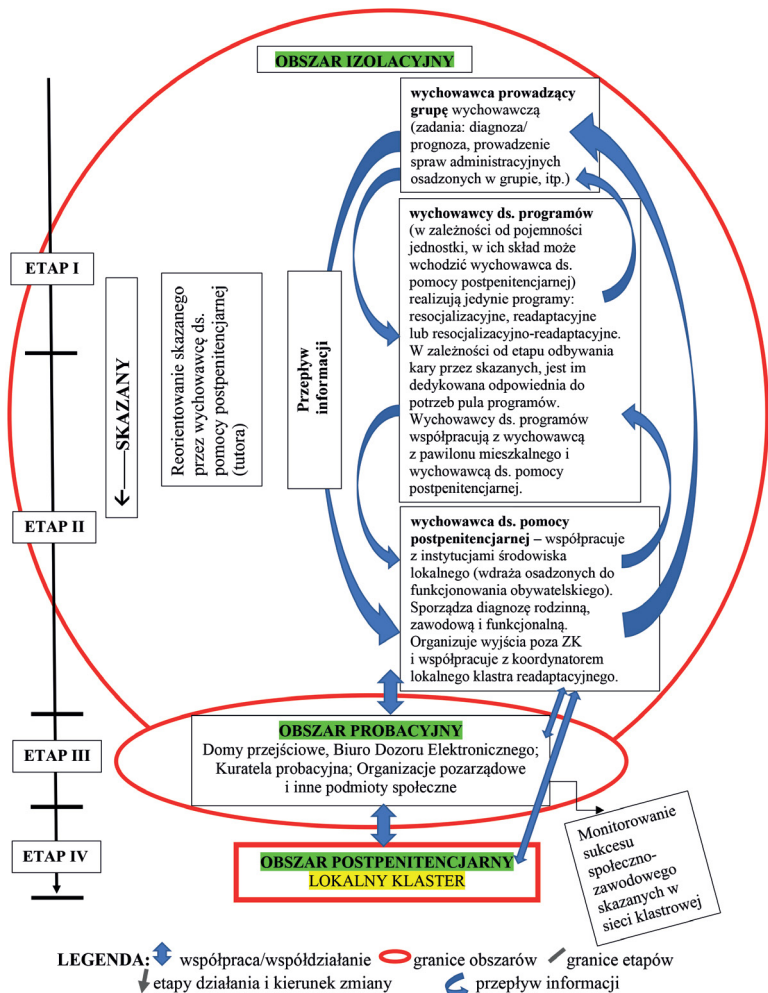 OBSZAR IZOLACYJNY
wychowawca prowadzący
grupę wychowawczą
(zadania: diagnoza/
prognoza, prowadzenie
spraw administracyjnych
osadzonych w grupie, itp.)
wychowawcy ds. programów
(w zależności od pojemności
jednostki, w ich skład może
wchodzić wychowawca ds.
pomocy postpenitencjarnej)
realizują jedynie programy:
resocjalizacyjne, readaptacyjne
lub resocjalizacyjno-readaptacyjne.
W zależności od etapu odbywania
kary przez skazanych, jest im
dedykowana odpowiednia do
potrzeb pula programów.
Wychowawcy ds. programów
współpracują z wychowawcą
z pawilonu mieszkalnego i
wychowawcą ds. pomocy
postpenitencjarnej.
wychowawca ds. pomocy
postpenitencjarnej – współpracuje
z instytucjami środowiska
lokalnego (wdraża osadzonych do
funkcjonowania obywatelskiego).
Sporządza diagnozę rodzinną,
zawodową i funkcjonalną.
Organizuje wyjścia poza ZK
i współpracuje z koordynatorem
lokalnego klastra readaptacyjnego.
ETAP I
ETAP II
ETAP III
ETAP IV
SKAZANY
Reorientowanie skazanego
przez wychowawcę ds.
pomocy postpenitencjarnej
(tutora)
Przepływ
informacji
OBSZAR PROBACYJNY
Domy przejściowe, Biuro Dozoru Elektronicznego;
Kuratela probacyjna; Organizacje pozarządowe
i inne podmioty społeczne
OBSZAR POSTPENITENCJARNY
LOKALNY KLASTER
Monitorowanie
sukcesu
społeczno-
zawodowego
skazanych w
sieci klastrowej
LEGENDA: współpraca/współdziałanie granice obszarów granice etapów
etapy działania i kierunek zmiany przepływ informacji